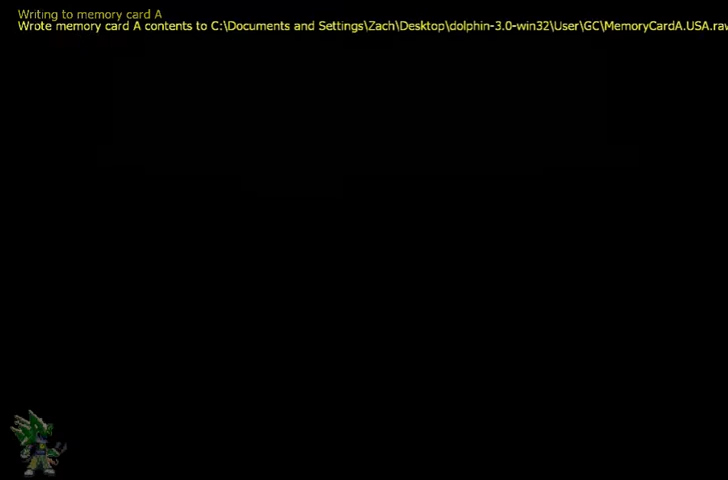 Writing to memory card A
Wrote memory card A contents to C:\Documents and Settings\Zach\Desktop\dolphin-3.0-win32\User\GC\MemoryCardA.USA.raw